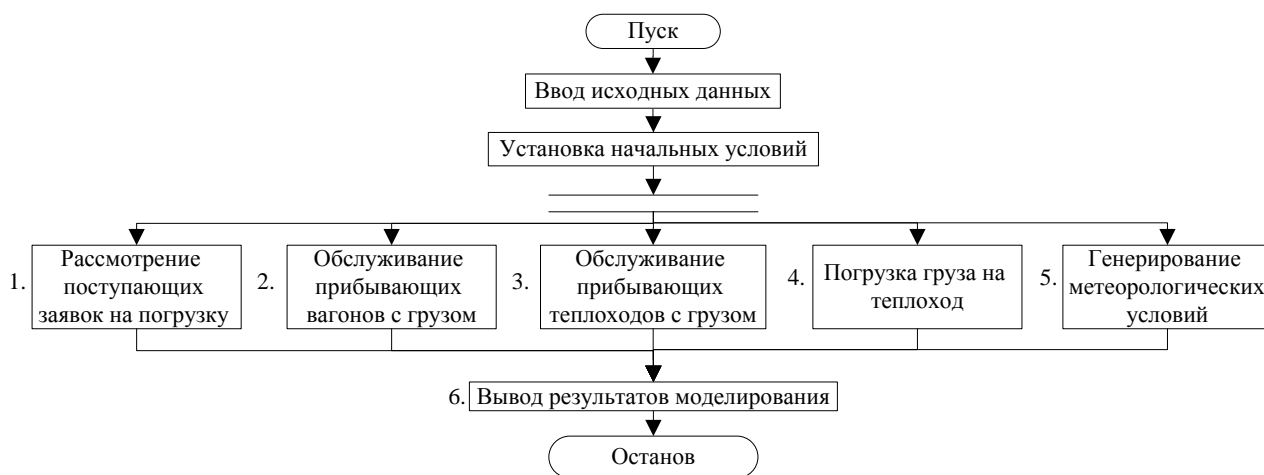 Пуск
Ввод исходных данных
Установка начальных условий
1.
Рассмотрение
поступающих
заявок на погрузку
2.
Обслуживание
прибывающих
вагонов с грузом
3.
Обслуживание
прибывающих
теплоходов с грузом
4.
Погрузка груза на
теплоход
5.
Генерирование
метеорологических
условий
6. Вывод результатов моделирования
Останов